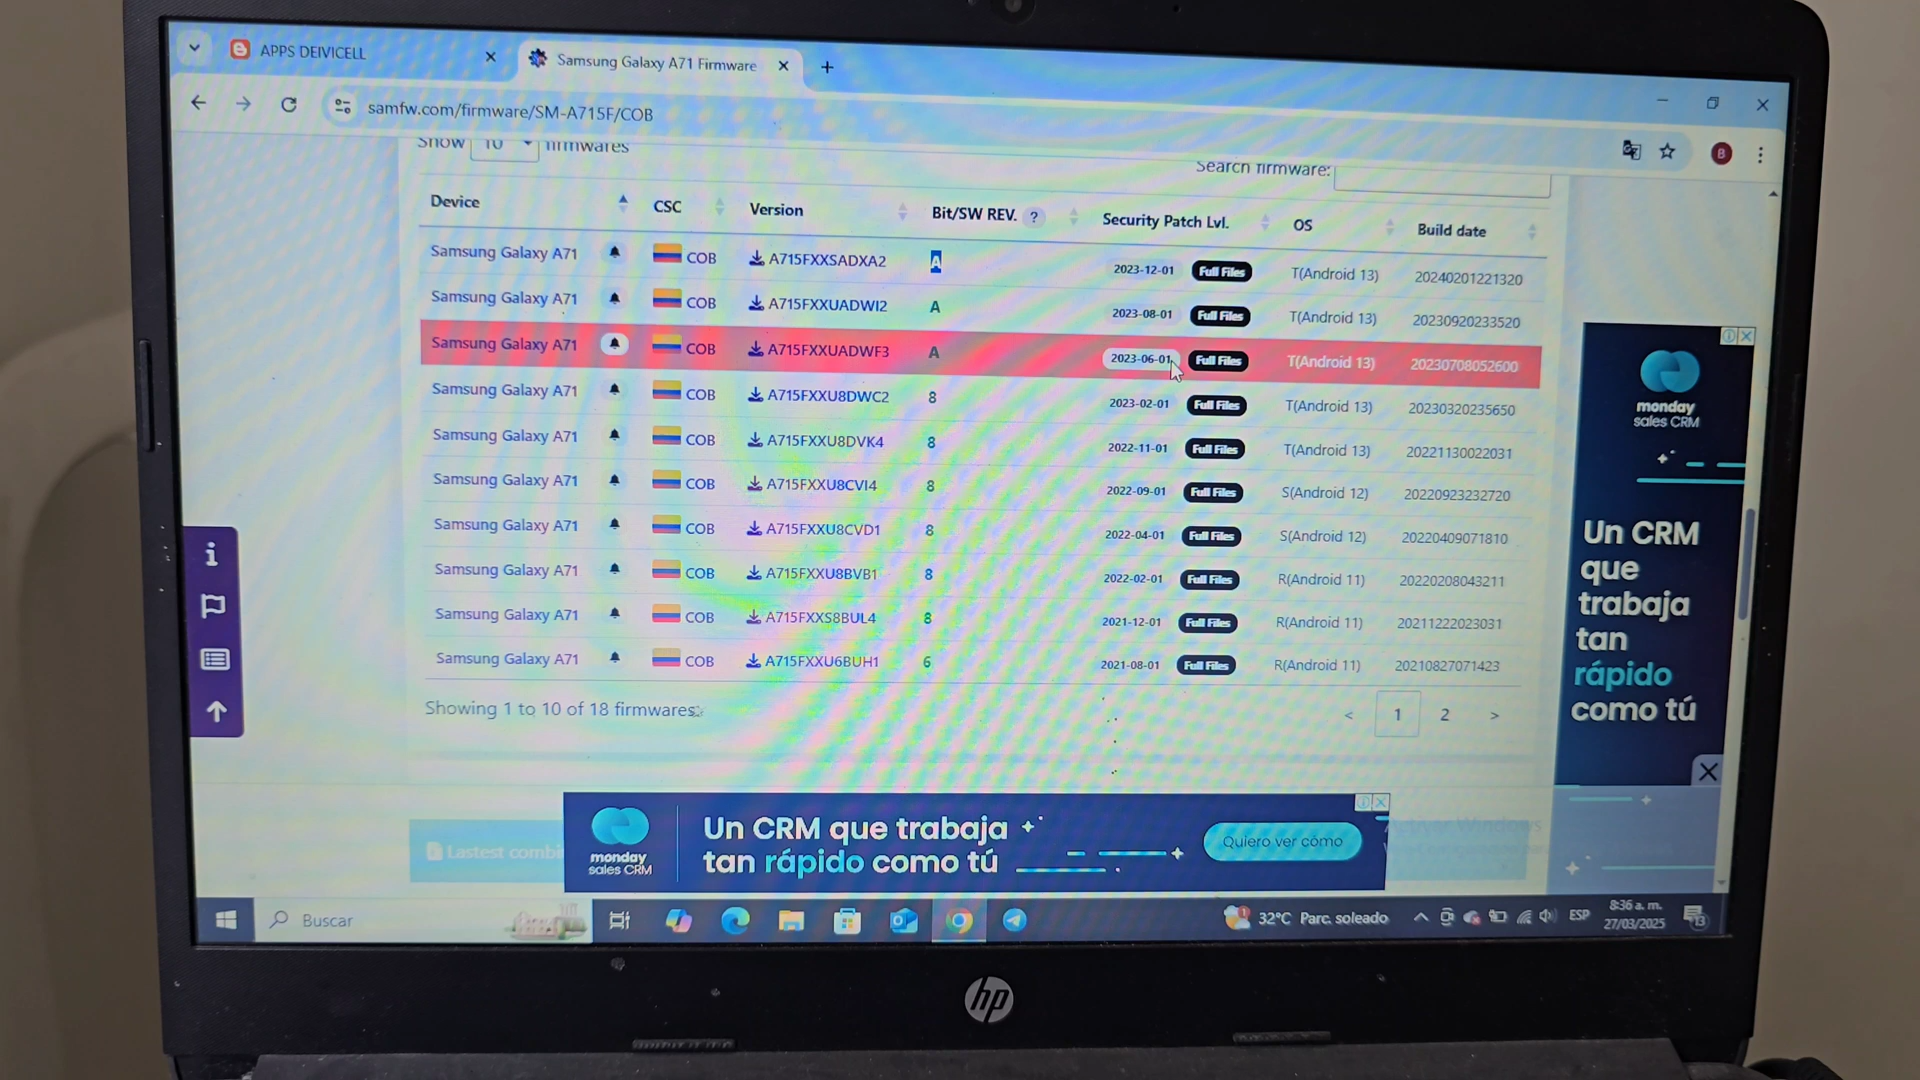 APPS DEIVICELL
Samsung Galaxy A71 Firmware
samfw.com/firmware/SM-A715F/COB
B
Show 10 firmwares
Search firmware:
Device CSC Version Bit/SW REV. ? Security Patch Lvl. OS Build date
Samsung Galaxy A71 COB A715FXXSADXA2 A 2023-12-01 Full Files T(Android 13) 20240201221320
Samsung Galaxy A71 COB A715FXXUADWI2 A 2023-08-01 Full Files T(Android 13) 20230920233520
Samsung Galaxy A71 COB A715FXXUADWF3 A 2023-06-01 Full Files T(Android 13) 20230708052600
Samsung Galaxy A71 COB A715FXXU8DWC2 8 2023-02-01 Full Files T(Android 13) 20230320235650
Samsung Galaxy A71 COB A715FXXU8DVK4 8 2022-11-01 Full Files T(Android 13) 20221130022031
Samsung Galaxy A71 COB A715FXXU8CVI4 8 2022-09-01 Full Files S(Android 12) 20220923232720
Samsung Galaxy A71 COB A715FXXU8CVD1 8 2022-04-01 Full Files S(Android 12) 20220409071810
Samsung Galaxy A71 COB A715FXXU8BVB1 8 2022-02-01 Full Files R(Android 11) 20220208043211
Samsung Galaxy A71 COB A715FXXS8BUL4 8 2021-12-01 Full Files R(Android 11) 20211222023031
Samsung Galaxy A71 COB A715FXXU6BUH1 6 2021-08-01 Full Files R(Android 11) 20210827071423
Showing 1 to 10 of 18 firmwares
< 1 2 >
monday
sales CRM
Un CRM
que
trabaja
tan
rápido
como tú
Lastest combi
monday
sales CRM
Un CRM que trabaja
tan rápido como tú
Quiero ver cómo
Activar Windows
Buscar
32°C Parc. soleado
ESP
8:36 a. m.
27/03/2025
13
hp